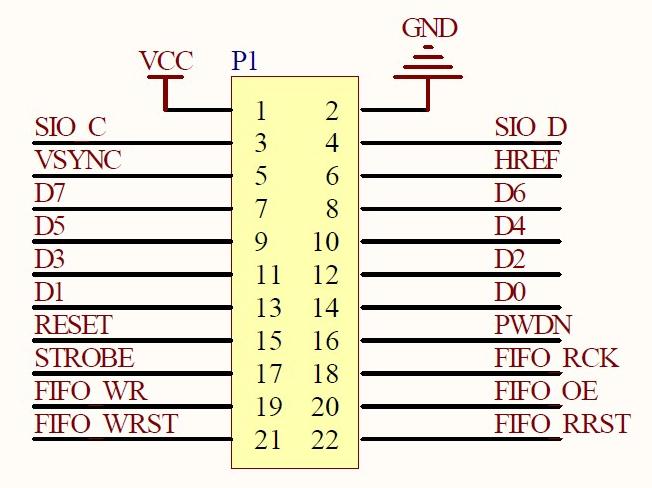 GND
VCC P1
1 2
SIO_C 3 4 SIO_D
VSYNC 5 6 HREF
D7 7 8 D6
D5 9 10 D4
D3 11 12 D2
D1 13 14 D0
RESET 15 16 PWDN
STROBE 17 18 FIFO_RCK
FIFO_WR 19 20 FIFO_OE
FIFO_WRST 21 22 FIFO_RRST